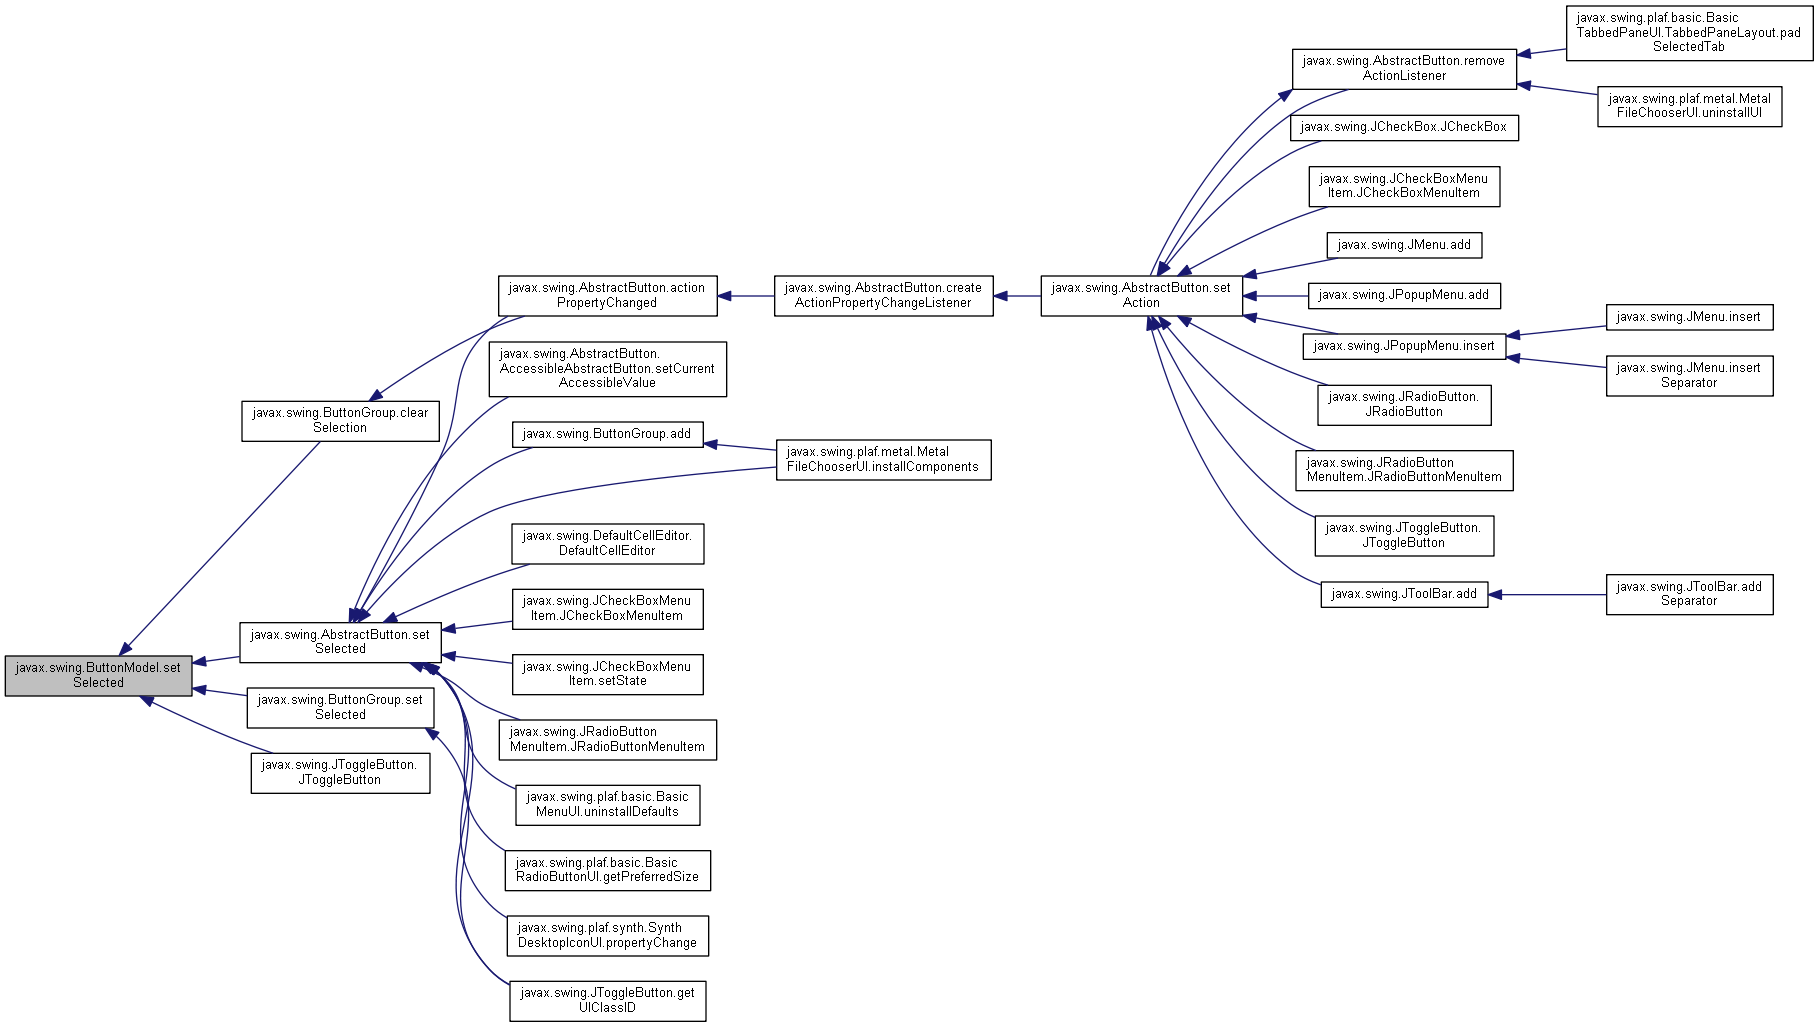 javax.swing.plaf.basic.Basic
TabbedPaneUI.TabbedPaneLayout.pad
SelectedTab
javax.swing.AbstractButton.remove
ActionListener
javax.swing.plaf.metal.Metal
FileChooserUI.uninstallUI
javax.swing.JCheckBox.JCheckBox
javax.swing.JCheckBoxMenu
Item.JCheckBoxMenuItem
javax.swing.JMenu.add
javax.swing.AbstractButton.action
PropertyChanged
javax.swing.AbstractButton.create
ActionPropertyChangeListener
javax.swing.AbstractButton.set
Action
javax.swing.JPopupMenu.add
javax.swing.JPopupMenu.insert
javax.swing.JMenu.insert
javax.swing.JMenu.insert
Separator
javax.swing.AbstractButton.
AccessibleAbstractButton.setCurrent
AccessibleValue
javax.swing.JRadioButton.
JRadioButton
javax.swing.ButtonGroup.clear
Selection
javax.swing.ButtonGroup.add
javax.swing.plaf.metal.Metal
FileChooserUI.installComponents
javax.swing.JRadioButton
MenuItem.JRadioButtonMenuItem
javax.swing.DefaultCellEditor.
DefaultCellEditor
javax.swing.JToggleButton.
JToggleButton
javax.swing.JToolBar.add
javax.swing.JToolBar.add
Separator
javax.swing.JCheckBoxMenu
Item.JCheckBoxMenuItem
javax.swing.AbstractButton.set
Selected
javax.swing.ButtonModel.set
Selected
javax.swing.JCheckBoxMenu
Item.setState
javax.swing.ButtonGroup.set
Selected
javax.swing.JRadioButton
MenuItem.JRadioButtonMenuItem
javax.swing.JToggleButton.
JToggleButton
javax.swing.plaf.basic.Basic
MenuUI.uninstallDefaults
javax.swing.plaf.basic.Basic
RadioButtonUI.getPreferredSize
javax.swing.plaf.synth.Synth
DesktopIconUI.propertyChange
javax.swing.JToggleButton.get
UIClassID